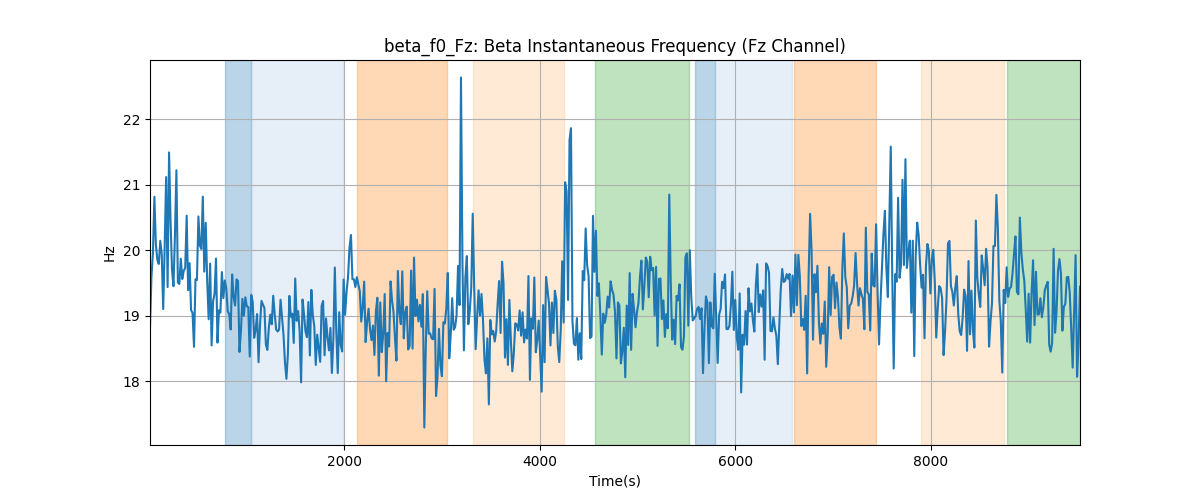 beta_f0_Fz: Beta Instantaneous Frequency (Fz Channel)
Hz
22
21
20
19
18
2000 4000 6000 8000
Time(s)